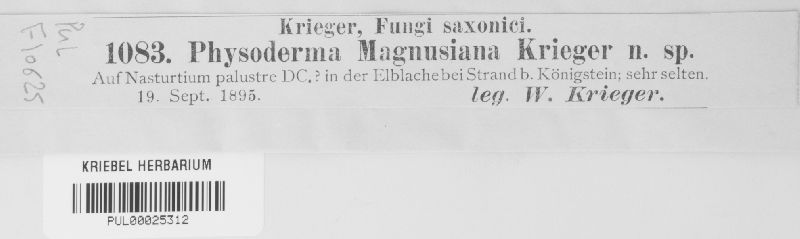 Krieger, Fungi saxonici.
1083. Physoderma Magnusiana Krieger n. sp.
Auf Nasturtium palustre DC.? in der Elblache bei Strand b. Königstein; sehr selten.
19. Sept. 1895. leg. W. Krieger.
PUL
F10625
KRIEBEL HERBARIUM
PUL00025312